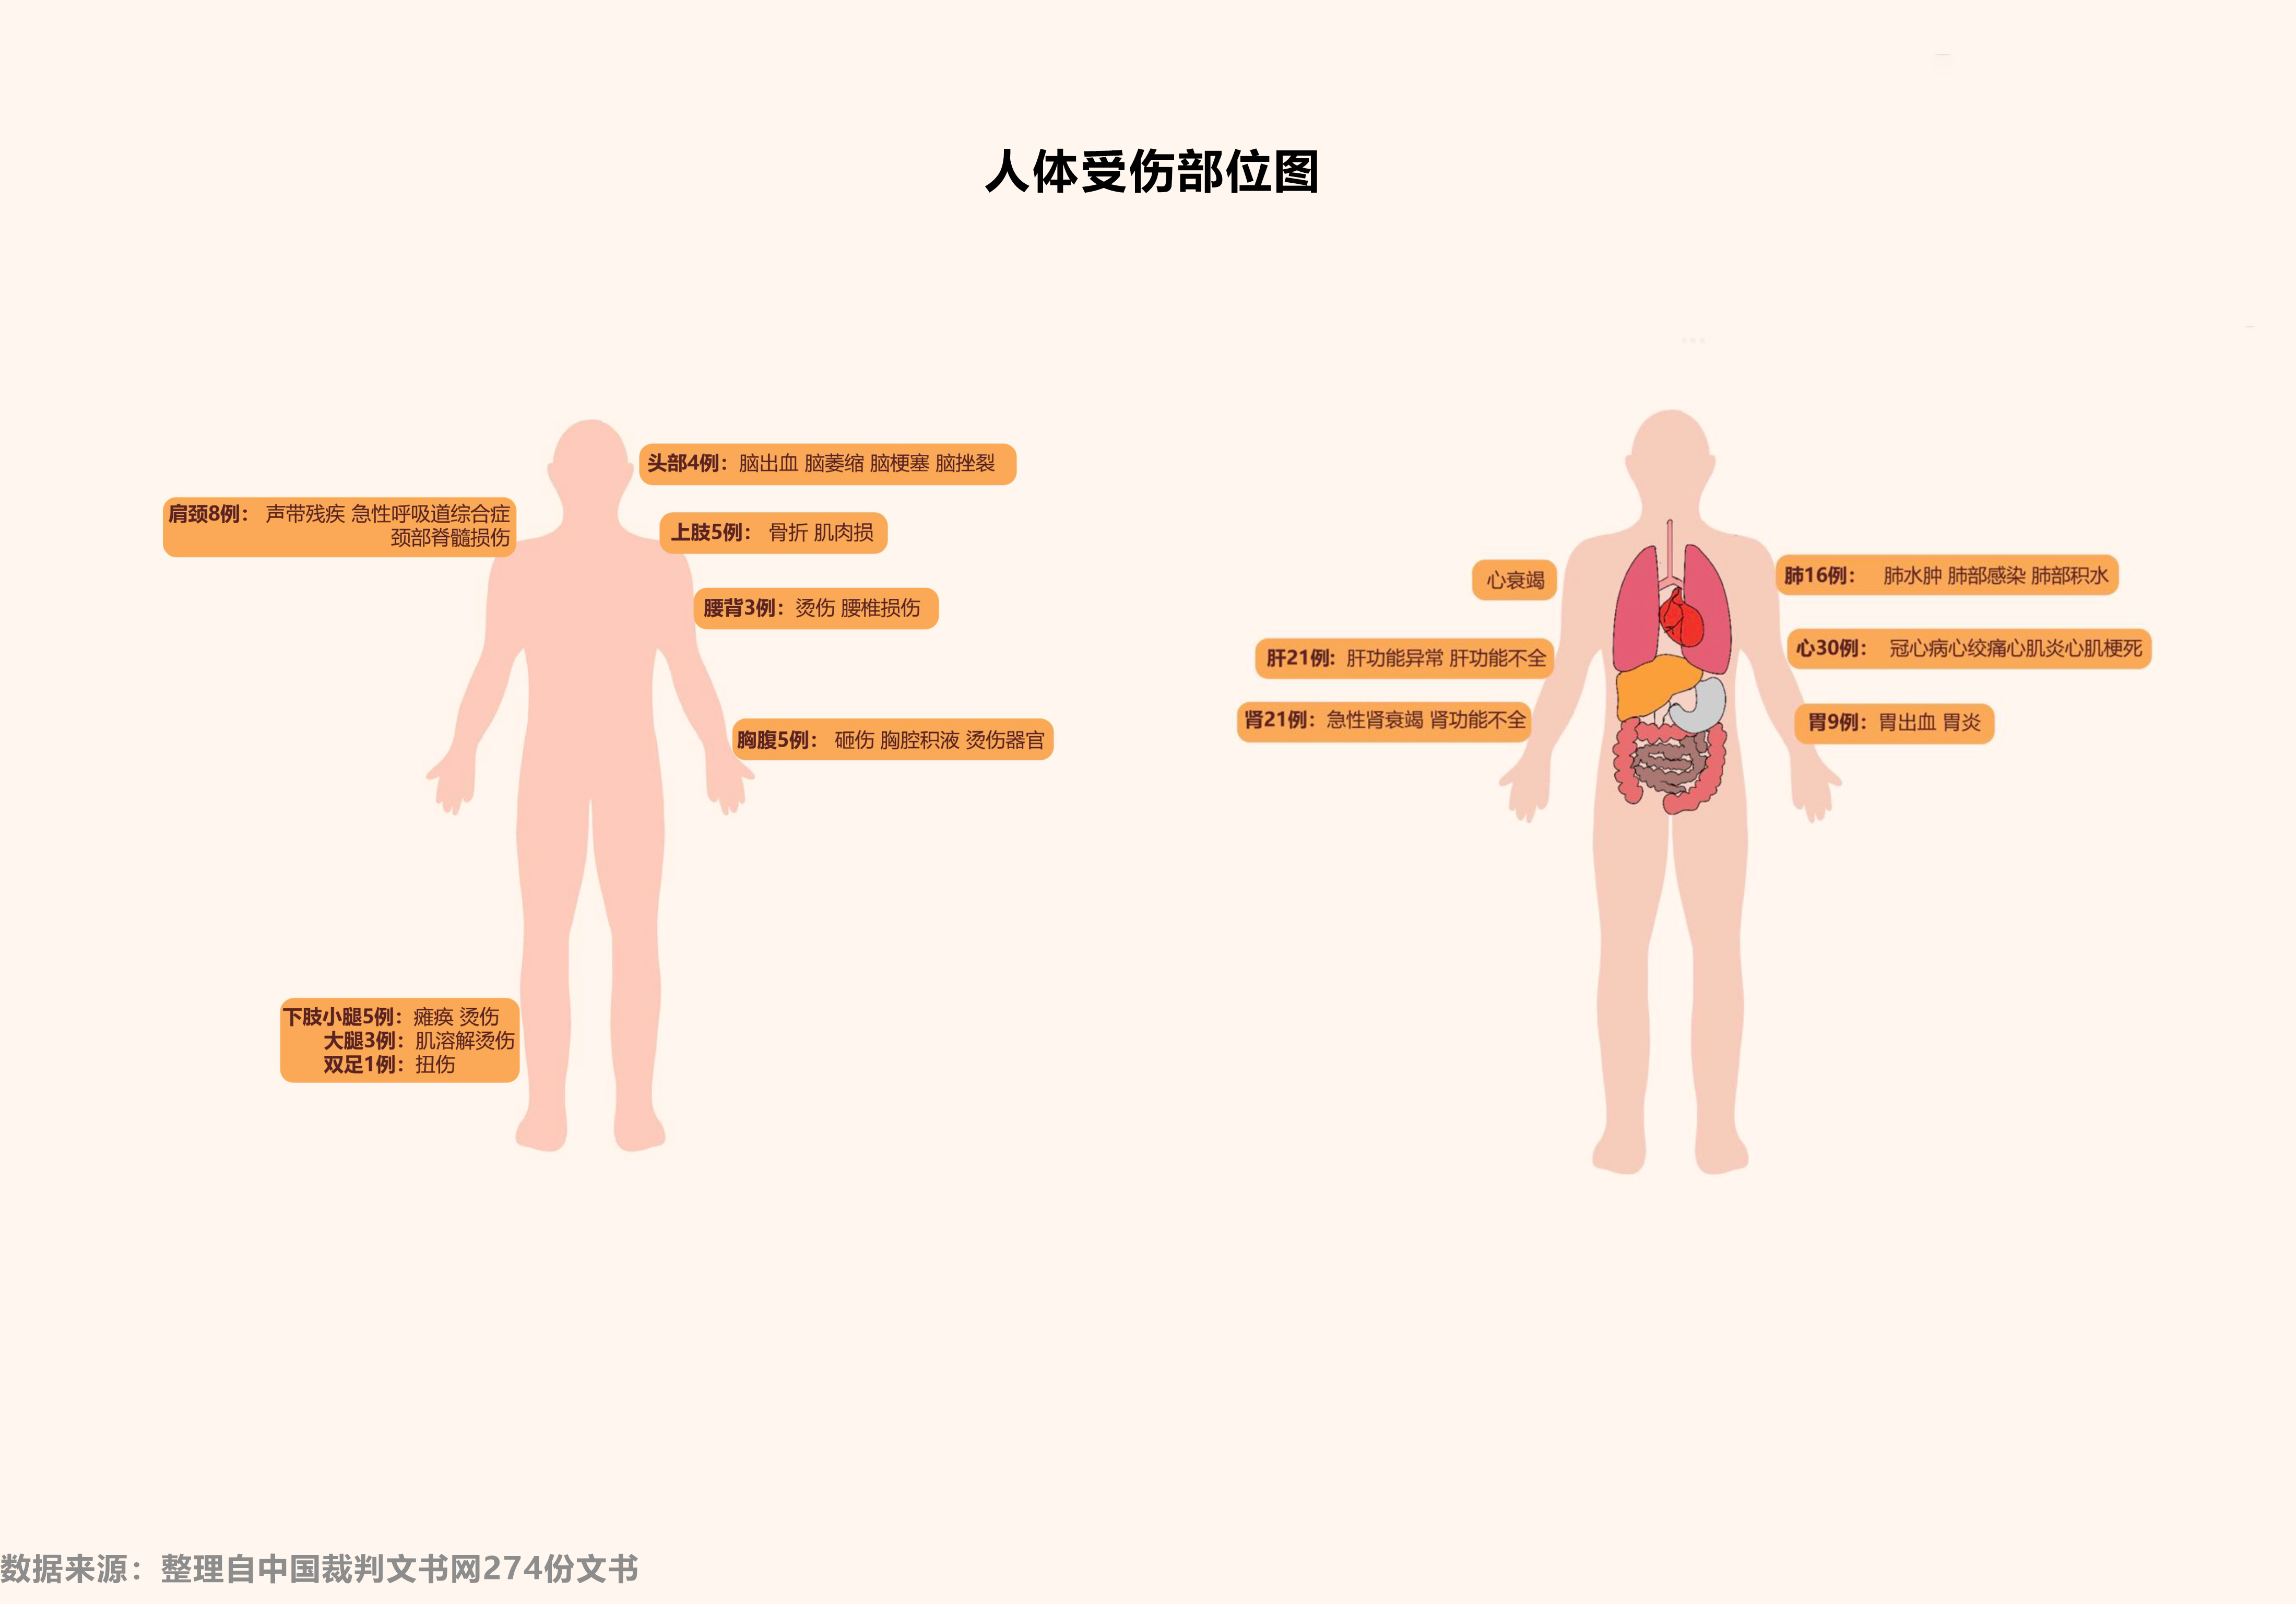 人体受伤部位图
头部4例：脑出血 脑萎缩 脑梗塞 脑挫裂
肩颈8例： 声带残疾 急性呼吸道综合症
颈部脊髓损伤
上肢5例： 骨折 肌肉损
腰背3例：烫伤 腰椎损伤
胸腹5例： 砸伤 胸腔积液 烫伤器官
下肢小腿5例：瘫痪 烫伤
大腿3例：肌溶解烫伤
双足1例：扭伤
心衰竭
肺16例： 肺水肿 肺部感染 肺部积水
肝21例：肝功能异常 肝功能不全
心30例： 冠心病心绞痛心肌炎心肌梗死
肾21例：急性肾衰竭 肾功能不全
胃9例：胃出血 胃炎
数据来源：整理自中国裁判文书网274份文书